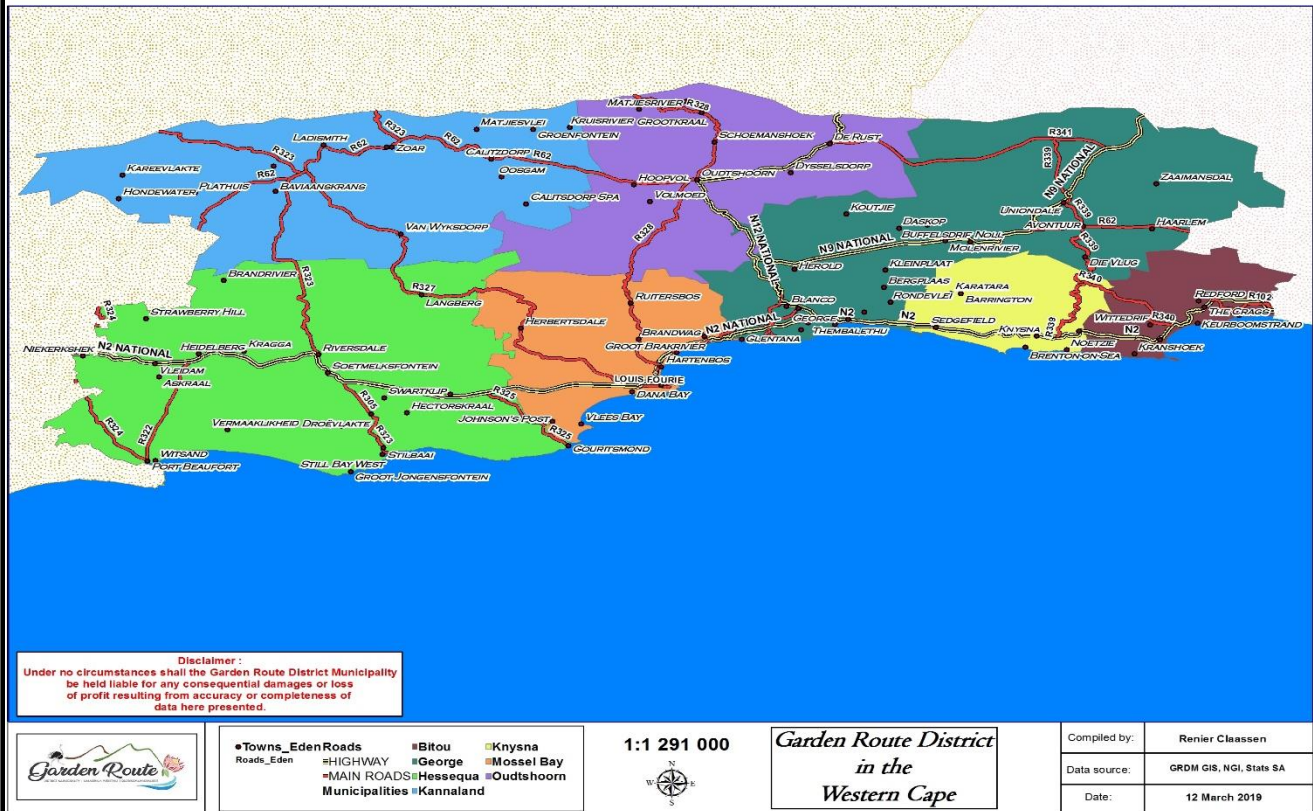 MATJIESRIVIER
R328
GROOTKRAAL
MATJIESVLEI
KRUISRIVIER
GROENFONTEIN
R323
R62
LADISMITH
ZOAR
R62
SCHOEMANSHOEK
DE RUST
R341
R339
N9 NATIONAL
R323
CALITZDORP
R62
KAREEVLAKTE
R62
PLATHUIS
BAVIAANSKRANG
OOSGAM
HOOPVOL
OUDTSHOORN
DYSSELSDORP
ZAAIMANSDAL
HONDEWATER
CALITSDORP SPA
VOLMOED
KOUTJIE
UNIONDALE
R339
VAN WYKSDORP
R328
N12 NATIONAL
DASKOP
BUFFELSDRIF NOLL
AVONTUUR
R62
HAARLEM
N9 NATIONAL
MOLENRIVIER
R339
BRANDRIVIER
R323
HEROLD
KLEINPLAAT
DIE VLUG
R327
LANGBERG
BERGPLAAS
KARATARA
R340
R324
STRAWBERRY HILL
RUITERSBOS
BLANCO
RONDEVLEI
BARRINGTON
REDFORD
R102
HERBERTSDALE
THE CRAGS
N2 NATIONAL
NIEKERKSHEK
HEIDELBERG
KRAGGA
RIVERSDALE
BRANDWAG
N2 NATIONAL
GEORGE
N2
N2
SEDGEFIELD
KNYSNA
R339
WITTEDRIF
R340
N2
KEURBOOMSTRAND
GROOT BRAKRIVIER
GLENTANA
THEMBALETHU
NOETZIE
KRANSHOEK
BRENTON-ON-SEA
VLEIDAM
ASKRAAL
SOETMELKSFONTEIN
HARTENBOS
LOUIS FOURIE
DANA BAY
R305
SWARTKLIP
R325
HECTORSKRAAL
R324
R322
VERMAAKLIKHEID
DROËVLAKTE
JOHNSON'S POST
VLEES BAY
R323
R325
GOURITSMOND
WITSAND
PORT BEAUFORT
STILBAAI
STILL BAY WEST
GROOT JONGENSFONTEIN
Disclaimer :
Under no circumstances shall the Garden Route District Municipality
be held liable for any consequential damages or loss
of profit resulting from accuracy or completeness of
data here presented.
Garden Route
Towns_Eden
Roads_Eden
Roads
HIGHWAY
MAIN ROADS
Municipalities
Bitou
George
Hessequa
Kannaland
Knysna
Mossel Bay
Oudtshoorn
1:1 291 000
N
W E
S
Garden Route District
in the
Western Cape
Compiled by: Renier Claassen
Data source: GRDM GIS, NGI, Stats SA
Date: 12 March 2019